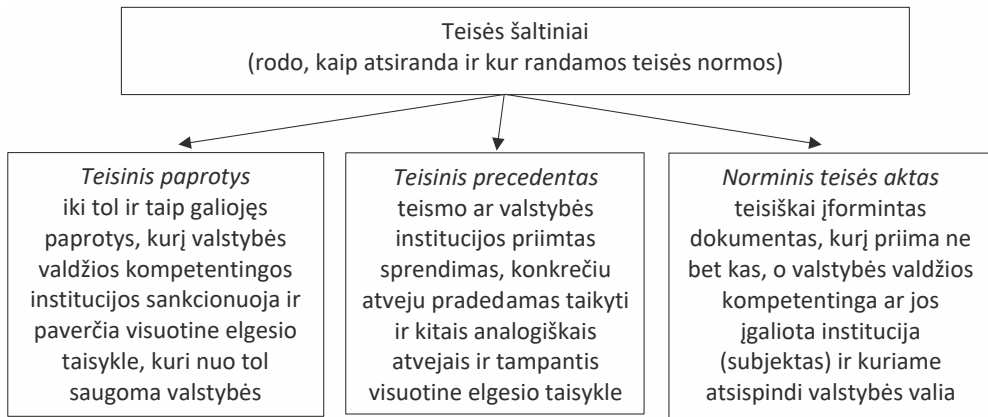 Teisės šaltiniai
(rodo, kaip atsiranda ir kur randamos teisės normos)
Teisinis paprotys
iki tol ir taip galiojęs
paprotys, kurį valstybės
valdžios kompetentingos
institucijos sankcionuoja ir
paverčia visuotine elgesio
taisykle, kuri nuo tol
saugoma valstybės
Teisinis precedentas
teismo ar valstybės
institucijos priimtas
sprendimas, konkrečiu
atveju pradedamas taikyti
ir kitais analogiškais
atvejais ir tampantis
visuotine elgesio taisykle
Norminis teisės aktas
teisiškai įformintas
dokumentas, kurį priima ne
bet kas, o valstybės valdžios
kompetentinga ar jos
įgaliota institucija
(subjektas) ir kuriame
atsispindi valstybės valia